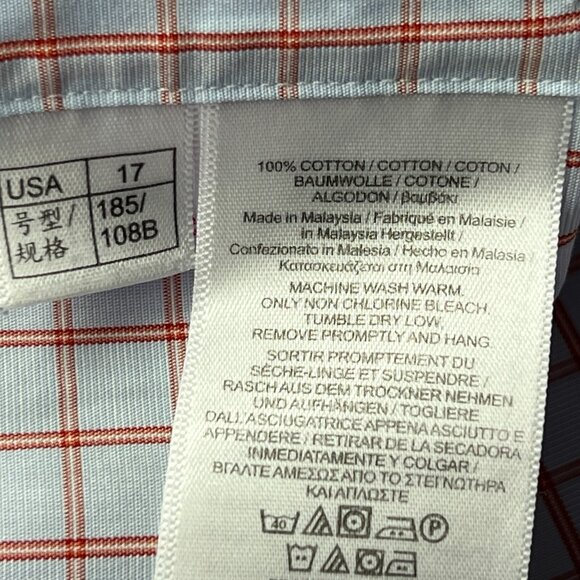 USA 17
号型/规格 185/108B
100% COTTON / COTTON / COTON /
BAUMWOLLE / COTONE /
ALGODON / βαμβάκι
Made in Malaysia / Fabriqué en Malaisie /
in Malaysia Hergestellt /
Confezionato in Malesia / Hecho en Malasia /
Κατασκευάζεται στη Μαλαισία
MACHINE WASH WARM.
ONLY NON CHLORINE BLEACH.
TUMBLE DRY LOW.
REMOVE PROMPTLY AND HANG.
SORTIR PROMPTEMENT DU
SÈCHE-LINGE ET SUSPENDRE /
RASCH AUS DEM TROCKNER NEHMEN
UND AUFHÄNGEN / TOGLIERE
DALL'ASCIUGATRICE APPENA ASCIUTTO E
APPENDERE / RETIRAR DE LA SECADORA
INMEDIATAMENTE Y COLGAR /
ΒΓΑΛΤΕ ΑΜΕΣΩΣ ΑΠΟ ΤΟ ΣΤΕΓΝΩΤΗΡΑ
ΚΑΙ ΑΠΛΩΣΤΕ
40 P